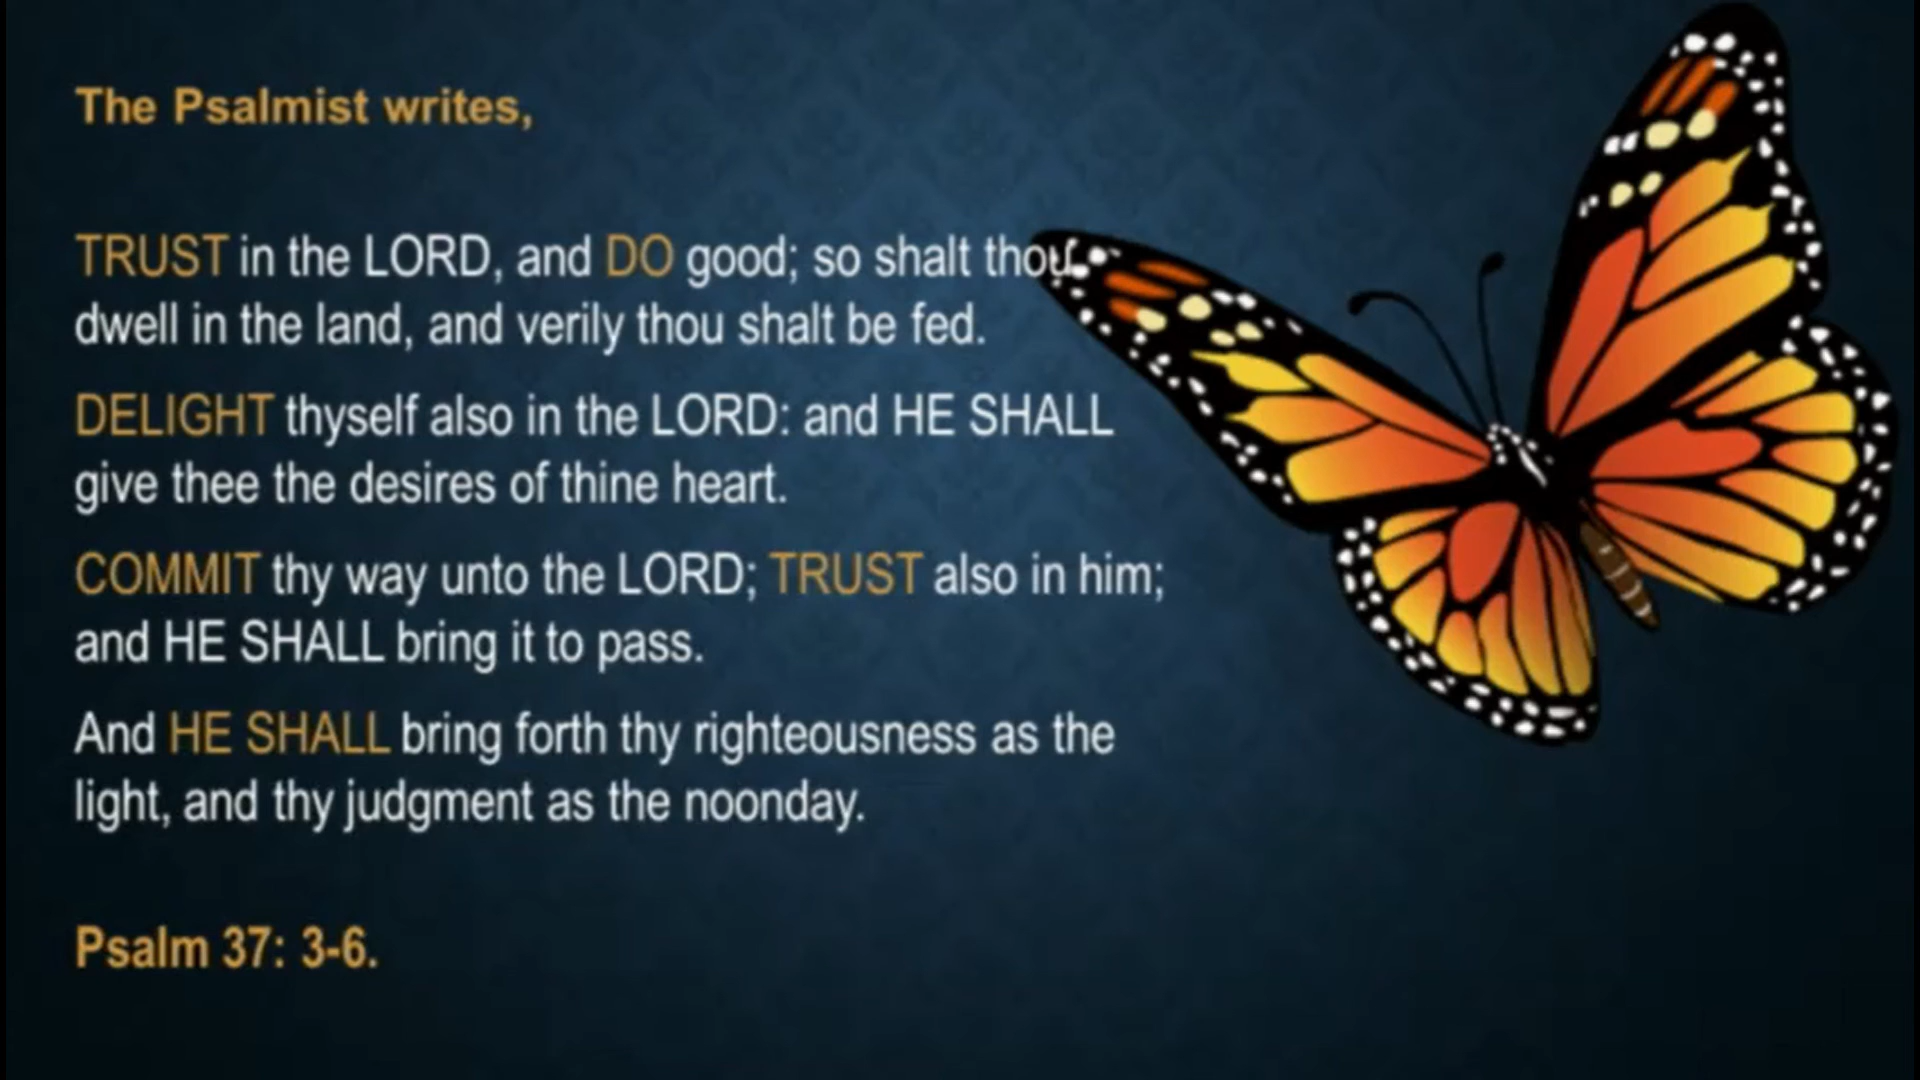 The Psalmist writes,
TRUST in the LORD, and DO good; so shalt thou
dwell in the land, and verily thou shalt be fed.
DELIGHT thyself also in the LORD: and HE SHALL
give thee the desires of thine heart.
COMMIT thy way unto the LORD; TRUST also in him;
and HE SHALL bring it to pass.
And HE SHALL bring forth thy righteousness as the
light, and thy judgment as the noonday.
Psalm 37: 3-6.